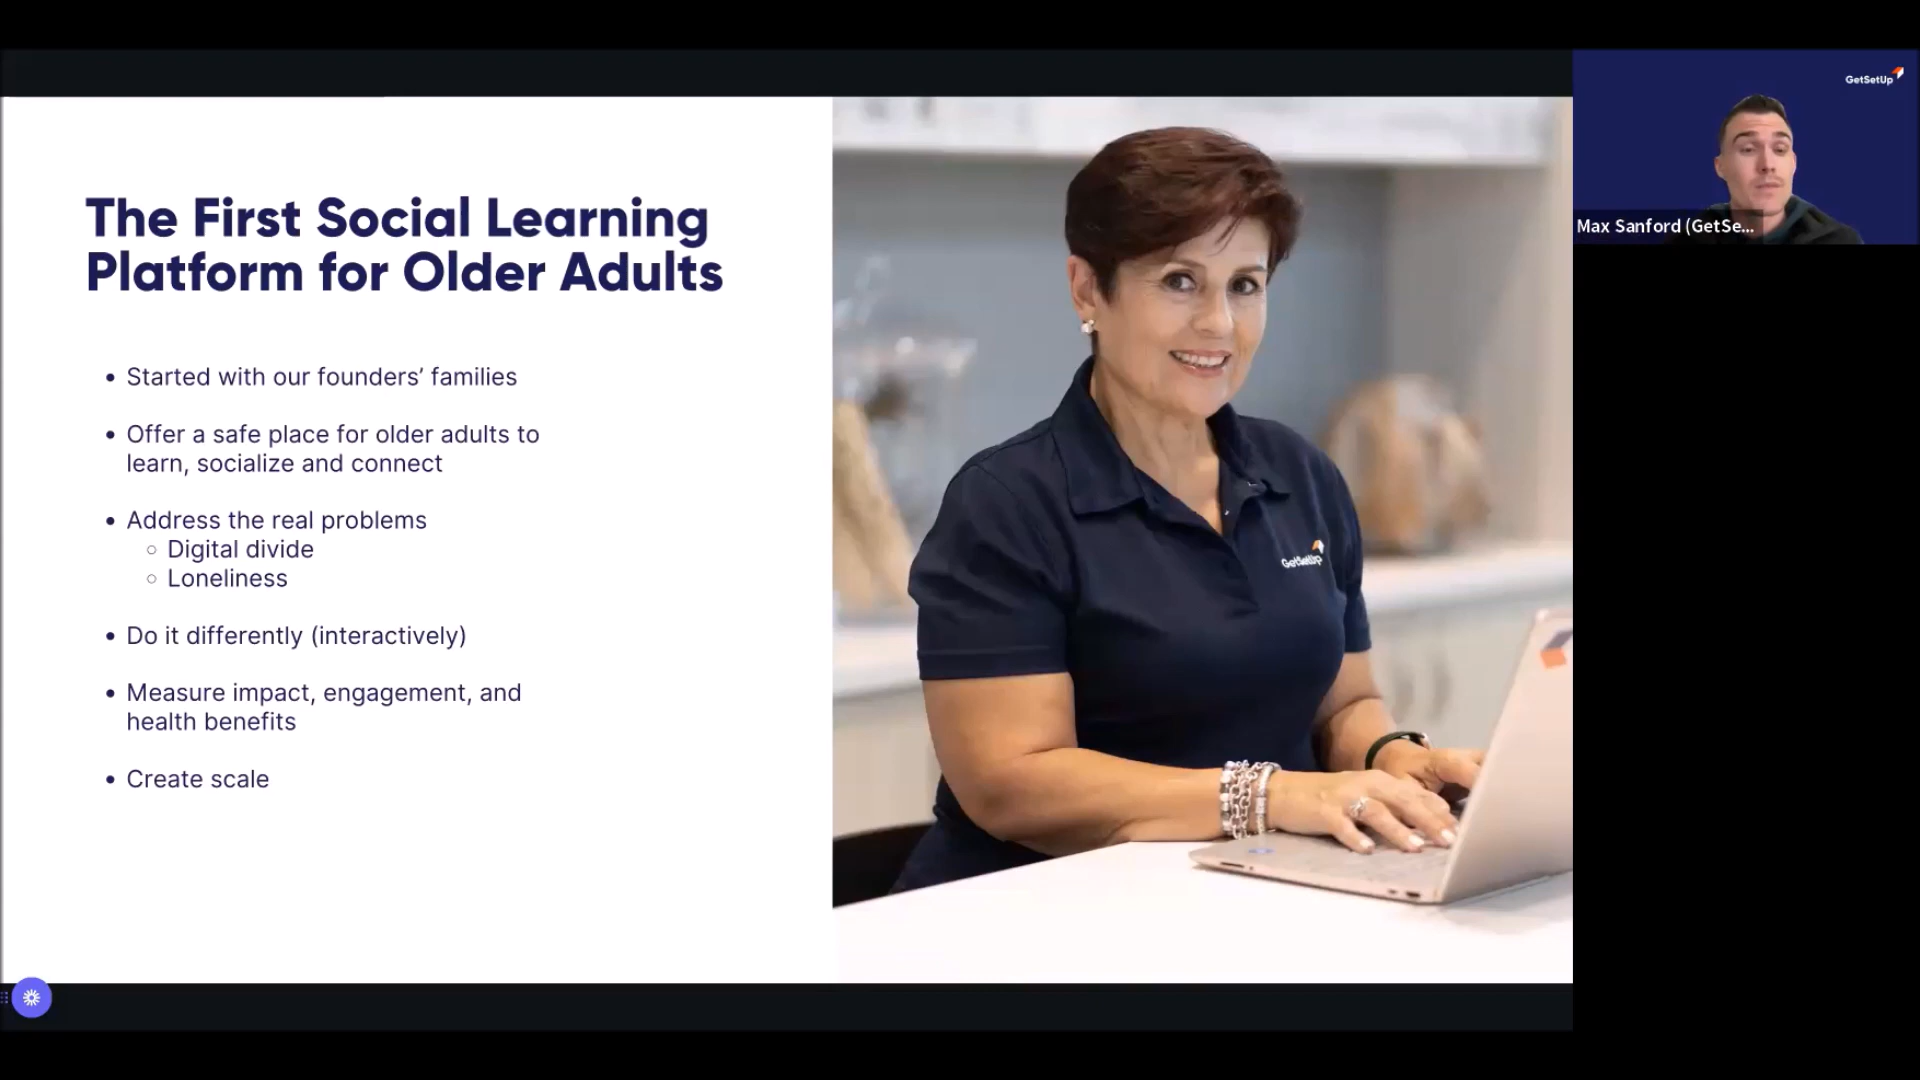 GetSetUp
The First Social Learning
Platform for Older Adults
Started with our founders’ families
Offer a safe place for older adults to
learn, socialize and connect
Address the real problems
Digital divide
Loneliness
Do it differently (interactively)
Measure impact, engagement, and
health benefits
Create scale
GetSetUp
Max Sanford (GetSe...